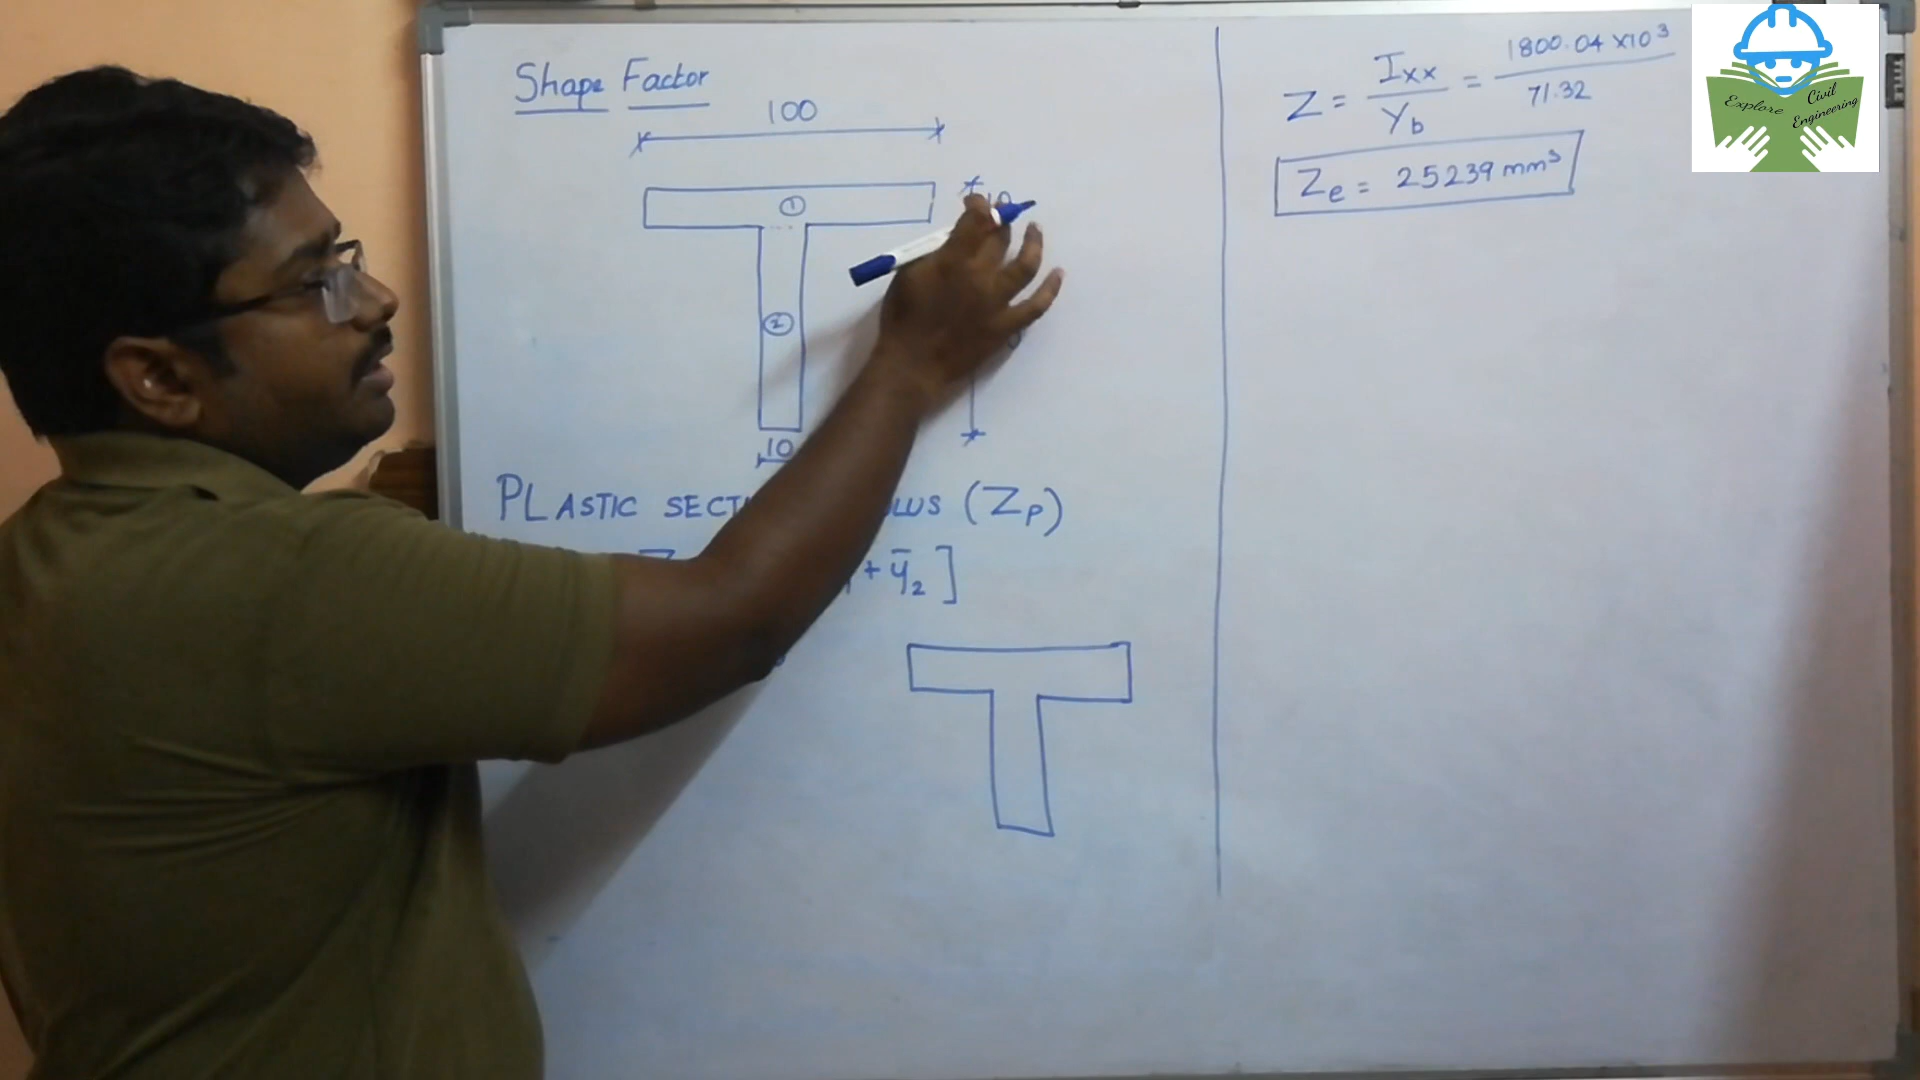 Shape Factor
100
①
②
10
10
PLASTIC SECT LUS (Zp)
+ ȳ2 ]
Z = Ixx / Yb = 1800.04 x10³ / 71.32
Ze = 25239 mm³
Explore Civil Engineering